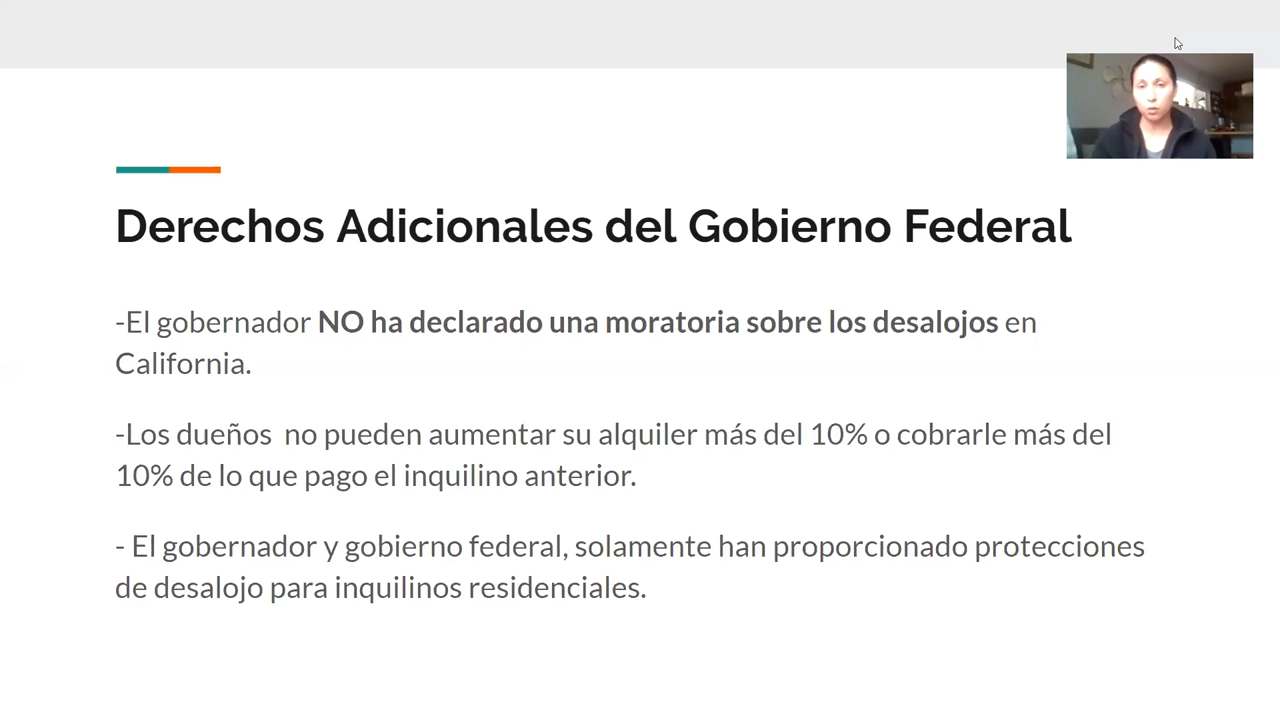 Derechos Adicionales del Gobierno Federal
-El gobernador NO ha declarado una moratoria sobre los desalojos en
California.
-Los dueños  no pueden aumentar su alquiler más del 10% o cobrarle más del
10% de lo que pago el inquilino anterior.
- El gobernador y gobierno federal, solamente han proporcionado protecciones
de desalojo para inquilinos residenciales.